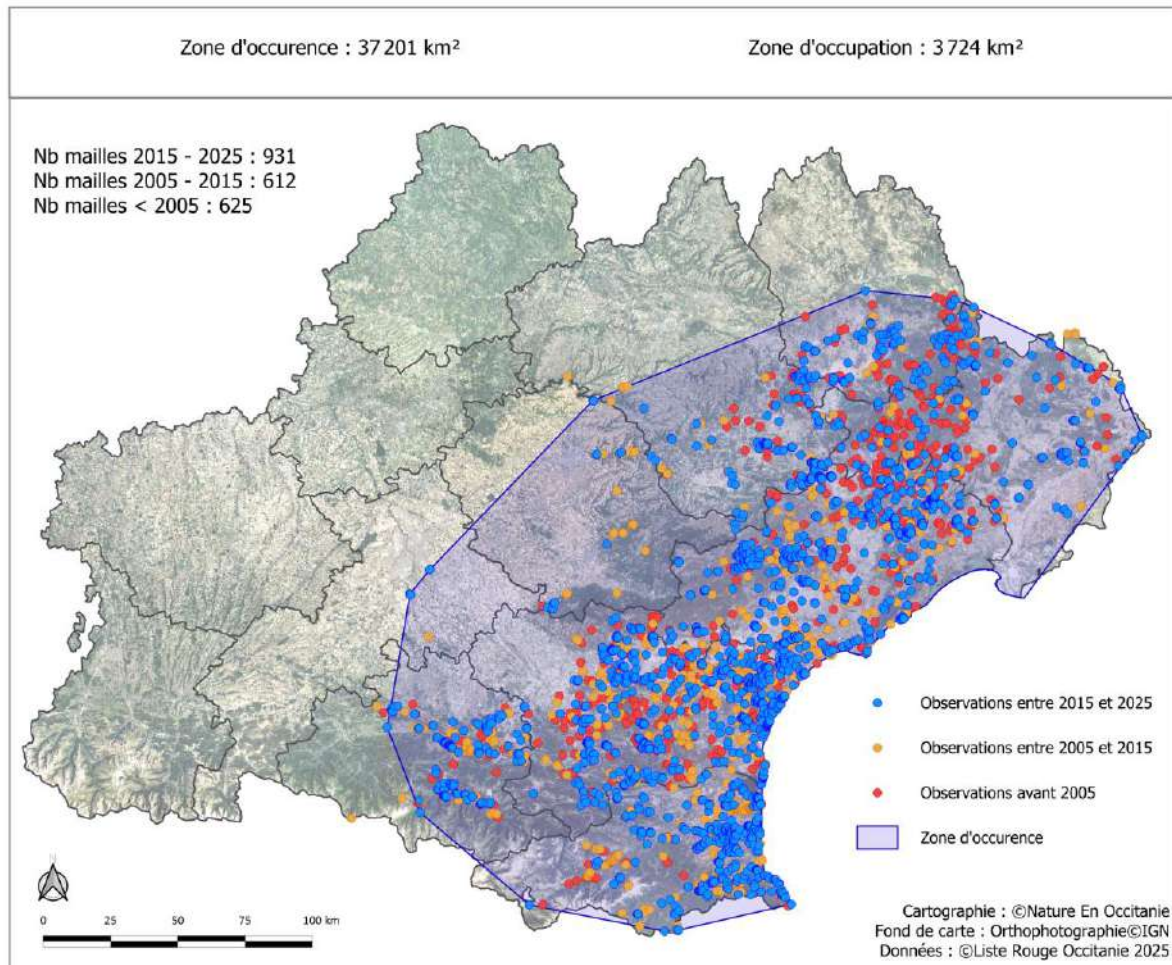 Zone d'occurence : 37 201 km²
Zone d'occupation : 3 724 km²
Nb mailles 2015 - 2025 : 931
Nb mailles 2005 - 2015 : 612
Nb mailles < 2005 : 625
Observations entre 2015 et 2025
Observations entre 2005 et 2015
Observations avant 2005
Zone d'occurence
N
0 25 50 75 100 km
Cartographie : ©Nature En Occitanie
Fond de carte : Orthophotographie©IGN
Données : ©Liste Rouge Occitanie 2025